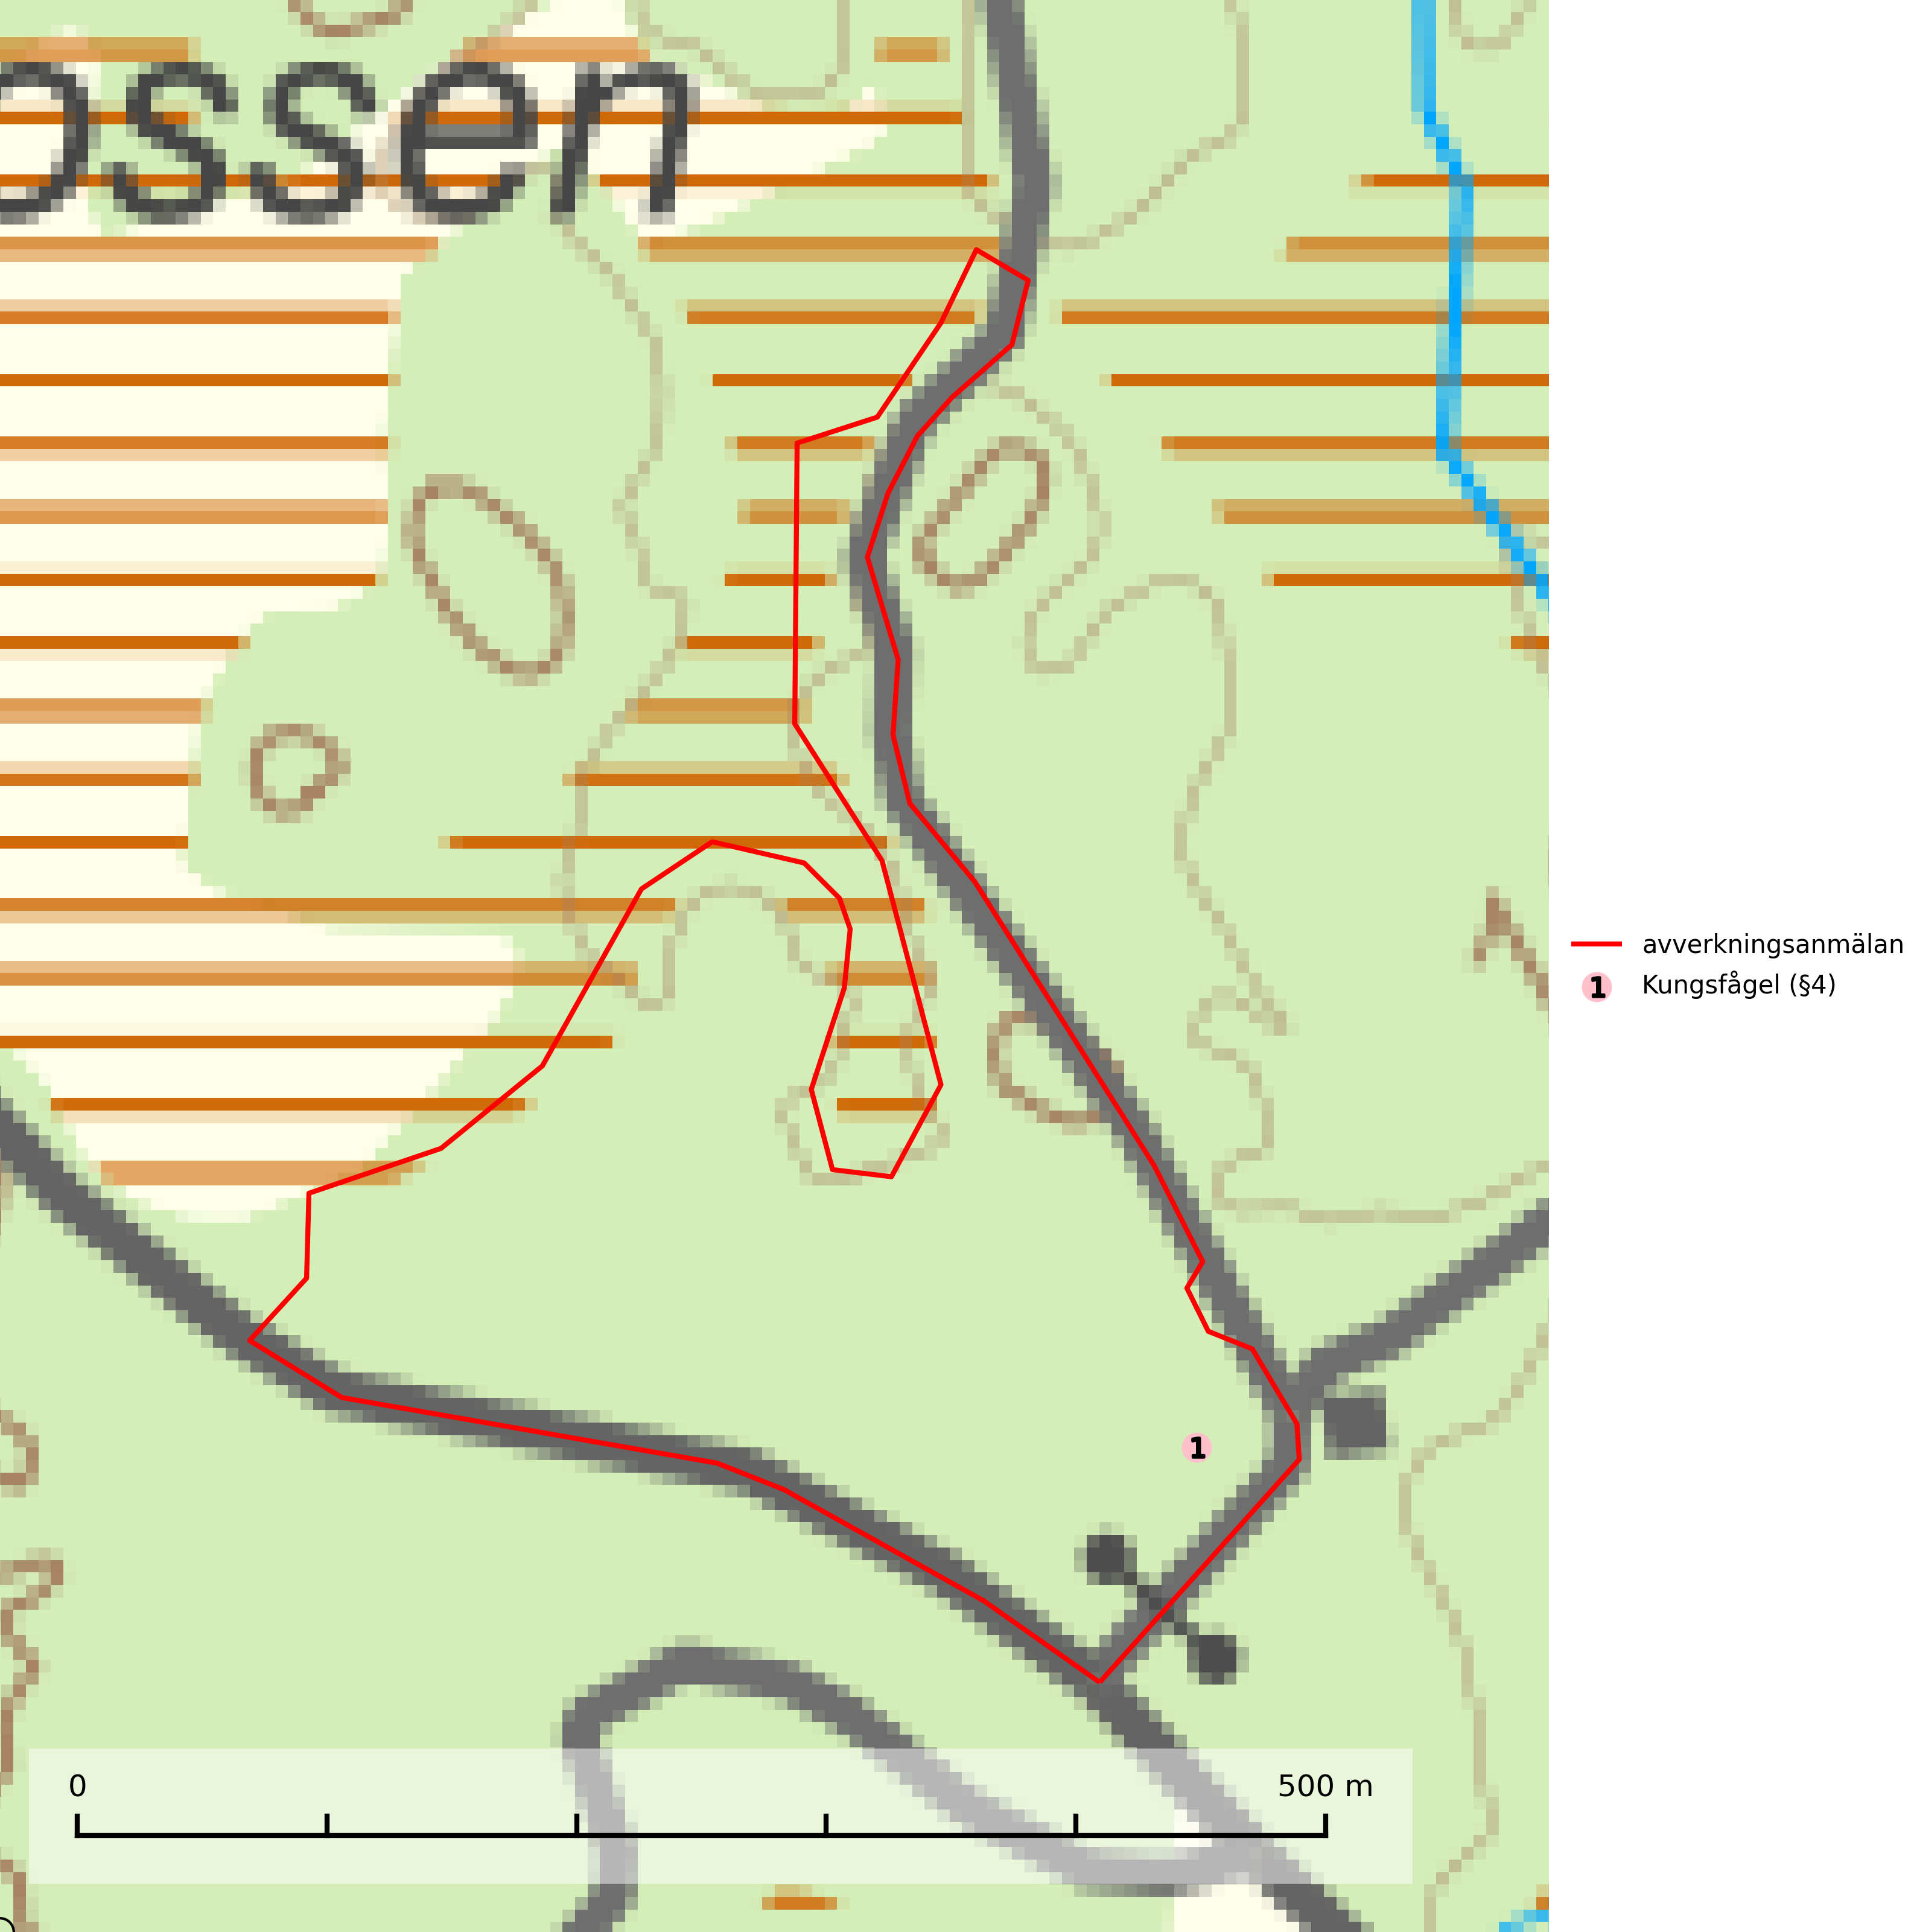 ossen
avverkningsanmälan
1 Kungsfågel (§4)
1
0 500 m